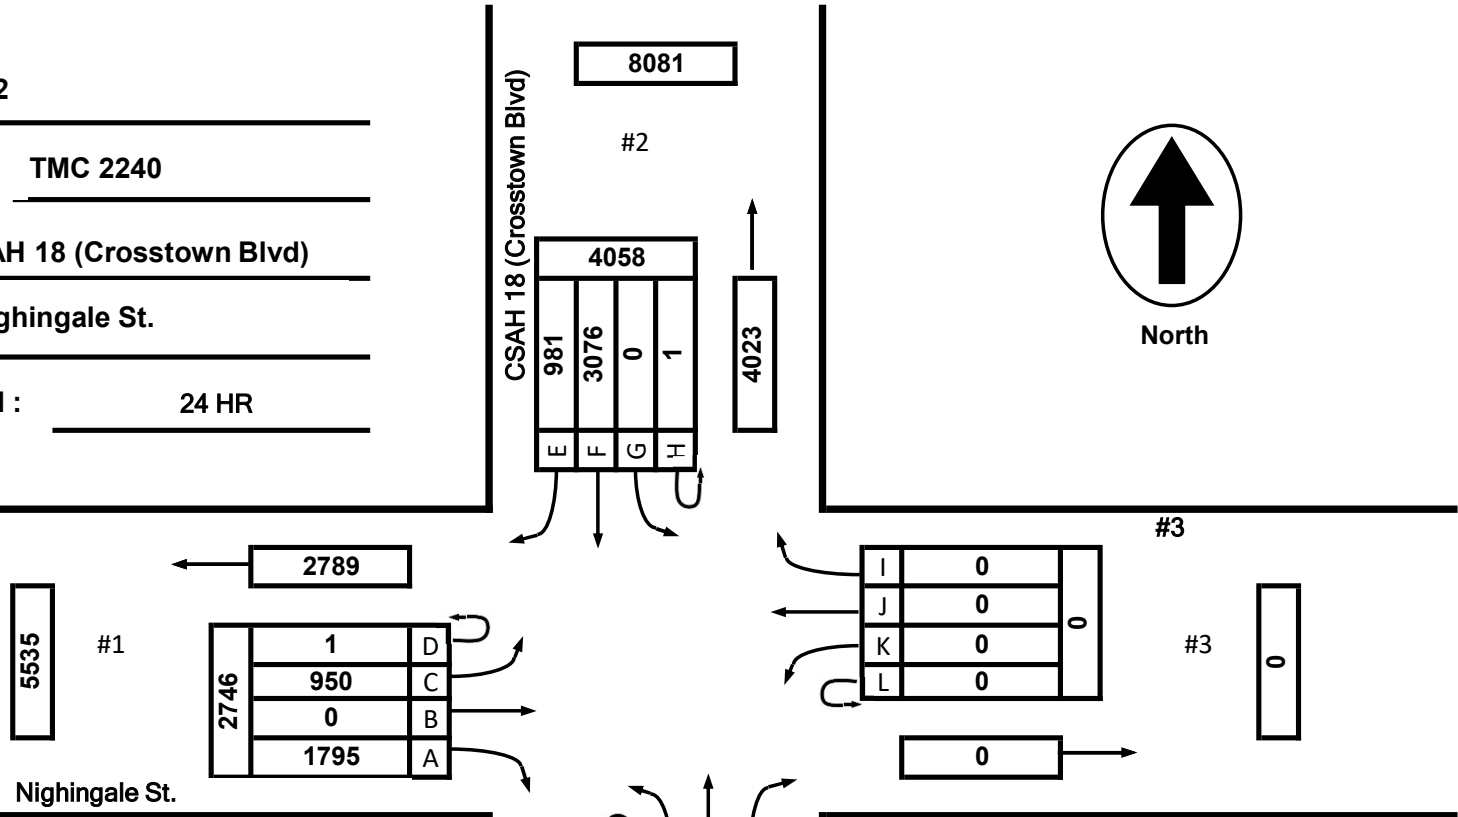 2
TMC 2240
AH 18 (Crosstown Blvd)
ghingale St.
l :
24 HR
CSAH 18 (Crosstown Blvd)
8081
#2
4058
981 3076 0 1
E F G H
4023
North
#3
2789
5535
#1
2746
1 D
950 C
0 B
1795 A
Nighingale St.
I 0
J 0
K 0
L 0
0
#3
0
0